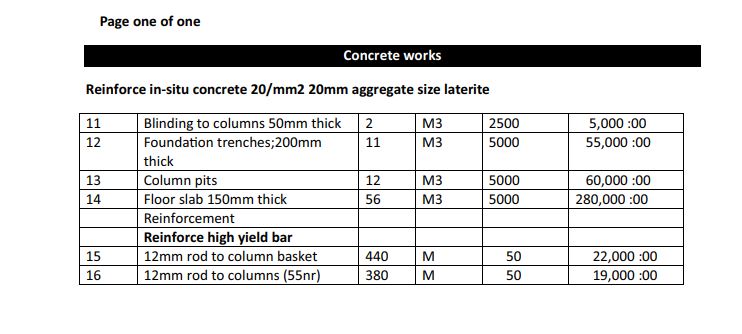 Page one of one
Concrete works
Reinforce in-situ concrete 20/mm2 20mm aggregate size laterite
11 Blinding to columns 50mm thick 2 M3 2500 5,000 :00
12 Foundation trenches;200mm 11 M3 5000 55,000 :00
thick
13 Column pits 12 M3 5000 60,000 :00
14 Floor slab 150mm thick 56 M3 5000 280,000 :00
Reinforcement
Reinforce high yield bar
15 12mm rod to column basket 440 M 50 22,000 :00
16 12mm rod to columns (55nr) 380 M 50 19,000 :00